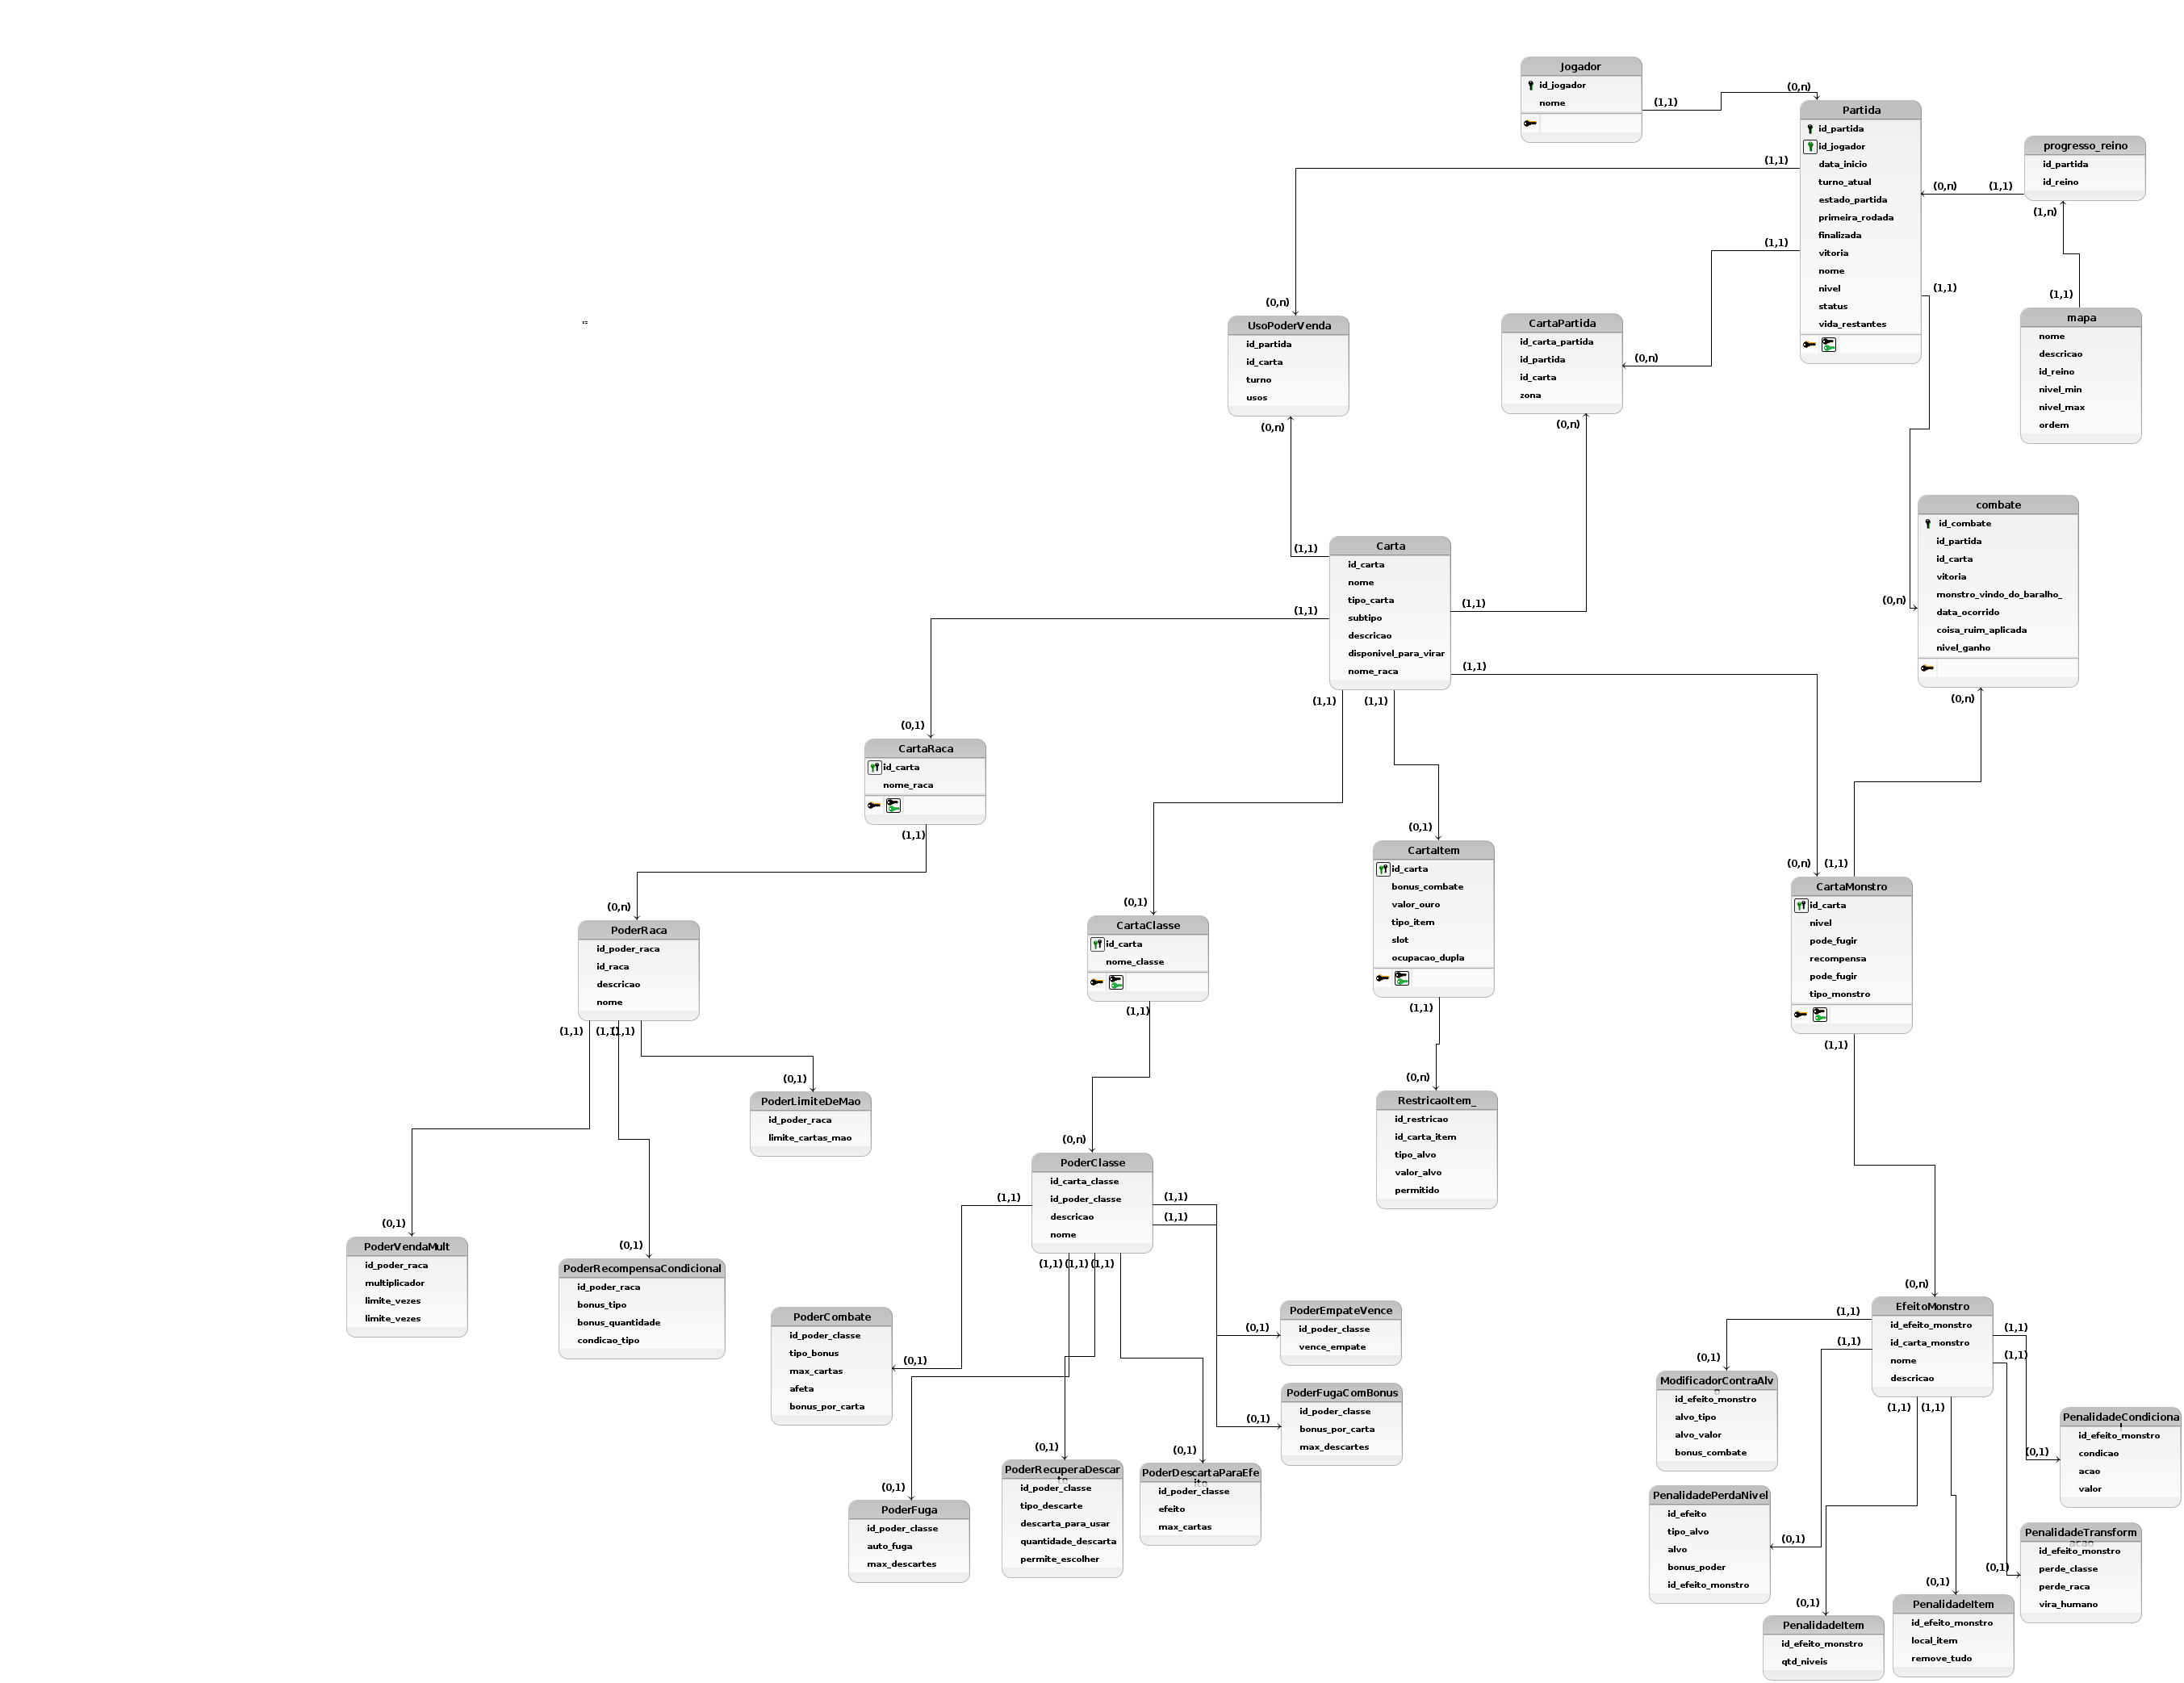 Jogador
id_jogador
nome
(1,1)
(0,n)
Partida
id_partida
id_jogador
data_inicio
turno_atual
estado_partida
primeira_rodada
finalizada
vitoria
nome
nivel
status
vida_restantes
(1,1)
(1,1)
(1,1)
progresso_reino
id_partida
id_reino
(0,n)
(1,1)
(1,n)
(1,1)
mapa
nome
descricao
id_reino
nivel_min
nivel_max
ordem
(0,n)
UsoPoderVenda
id_partida
id_carta
turno
usos
(0,n)
CartaPartida
id_carta_partida
id_partida
id_carta
zona
(0,n)
(0,n)
combate
id_combate
id_partida
id_carta
vitoria
monstro_vindo_do_baralho_
data_ocorrido
coisa_ruim_aplicada
nivel_ganho
(0,n)
(0,n)
Carta
id_carta
nome
tipo_carta
subtipo
descricao
disponivel_para_virar
nome_raca
(1,1)
(1,1)
(1,1)
(1,1)
(1,1)
(1,1)
(0,1)
CartaRaca
id_carta
nome_raca
(1,1)
(0,1)
CartaItem
id_carta
bonus_combate
valor_ouro
tipo_item
slot
ocupacao_dupla
(1,1)
(0,n)
(1,1)
CartaMonstro
id_carta
nivel
pode_fugir
recompensa
pode_fugir
tipo_monstro
(1,1)
(0,n)
PoderRaca
id_poder_raca
id_raca
descricao
nome
(1,1)
(1,1)
(1,1)
(0,1)
CartaClasse
id_carta
nome_classe
(1,1)
(0,1)
PoderLimiteDeMao
id_poder_raca
limite_cartas_mao
(0,n)
RestricaoItem_
id_restricao
id_carta_item
tipo_alvo
valor_alvo
permitido
(0,n)
PoderClasse
id_carta_classe
id_poder_classe
descricao
nome
(1,1)
(1,1)
(1,1)
(1,1)
(1,1)
(1,1)
(0,1)
PoderVendaMult
id_poder_raca
multiplicador
limite_vezes
limite_vezes
(0,1)
PoderRecompensaCondicional
id_poder_raca
bonus_tipo
bonus_quantidade
condicao_tipo
PoderCombate
id_poder_classe
tipo_bonus
max_cartas
afeta
bonus_por_carta
(0,1)
PoderEmpateVence
id_poder_classe
vence_empate
(0,1)
PoderFugaComBonus
id_poder_classe
bonus_por_carta
max_descartes
(0,1)
(0,1)
PoderFuga
id_poder_classe
auto_fuga
max_descartes
(0,1)
PoderRecuperaDescar
te
id_poder_classe
tipo_descarte
descarta_para_usar
quantidade_descarta
permite_escolher
(0,1)
PoderDescartaParaEfe
ito
id_poder_classe
efeito
max_cartas
(0,n)
EfeitoMonstro
id_efeito_monstro
id_carta_monstro
nome
descricao
(1,1)
(1,1)
(1,1)
(1,1)
(1,1)
(1,1)
(0,1)
ModificadorContraAlv
o
id_efeito_monstro
alvo_tipo
alvo_valor
bonus_combate
PenalidadeCondiciona
l
id_efeito_monstro
condicao
acao
valor
(0,1)
PenalidadePerdaNivel
id_efeito
tipo_alvo
alvo
bonus_poder
id_efeito_monstro
(0,1)
PenalidadeTransform
acao
id_efeito_monstro
perde_classe
perde_raca
vira_humano
(0,1)
(0,1)
PenalidadeItem
id_efeito_monstro
qtd_niveis
(0,1)
PenalidadeItem
id_efeito_monstro
local_item
remove_tudo